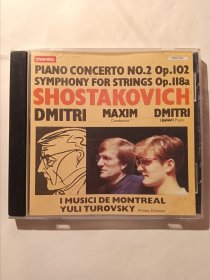 CHANDOS
PIANO CONCERTO NO.2 Op.102
SYMPHONY FOR STRINGS Op.118a
SHOSTAKOVICH
DMITRI MAXIM DMITRI
Conductor (Junior) Piano
I MUSICI DE MONTREAL
YULI TUROVSKY Artistic Director